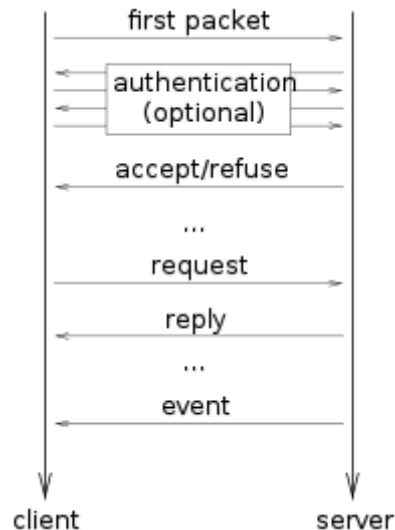 first packet
authentication
(optional)
accept/refuse
...
request
reply
...
event
client server